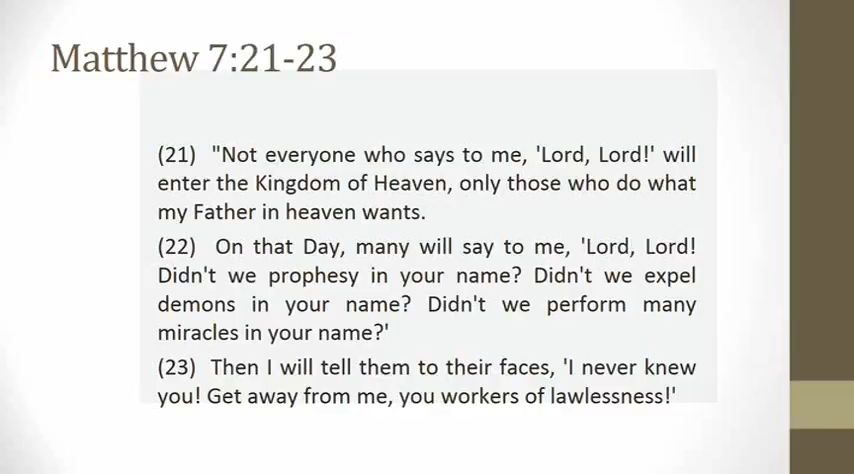 Matthew 7:21-23
(21) "Not everyone who says to me, 'Lord, Lord!' will
enter the Kingdom of Heaven, only those who do what
my Father in heaven wants.
(22) On that Day, many will say to me, 'Lord, Lord!
Didn't we prophesy in your name? Didn't we expel
demons in your name? Didn't we perform many
miracles in your name?'
(23) Then I will tell them to their faces, 'I never knew
you! Get away from me, you workers of lawlessness!'